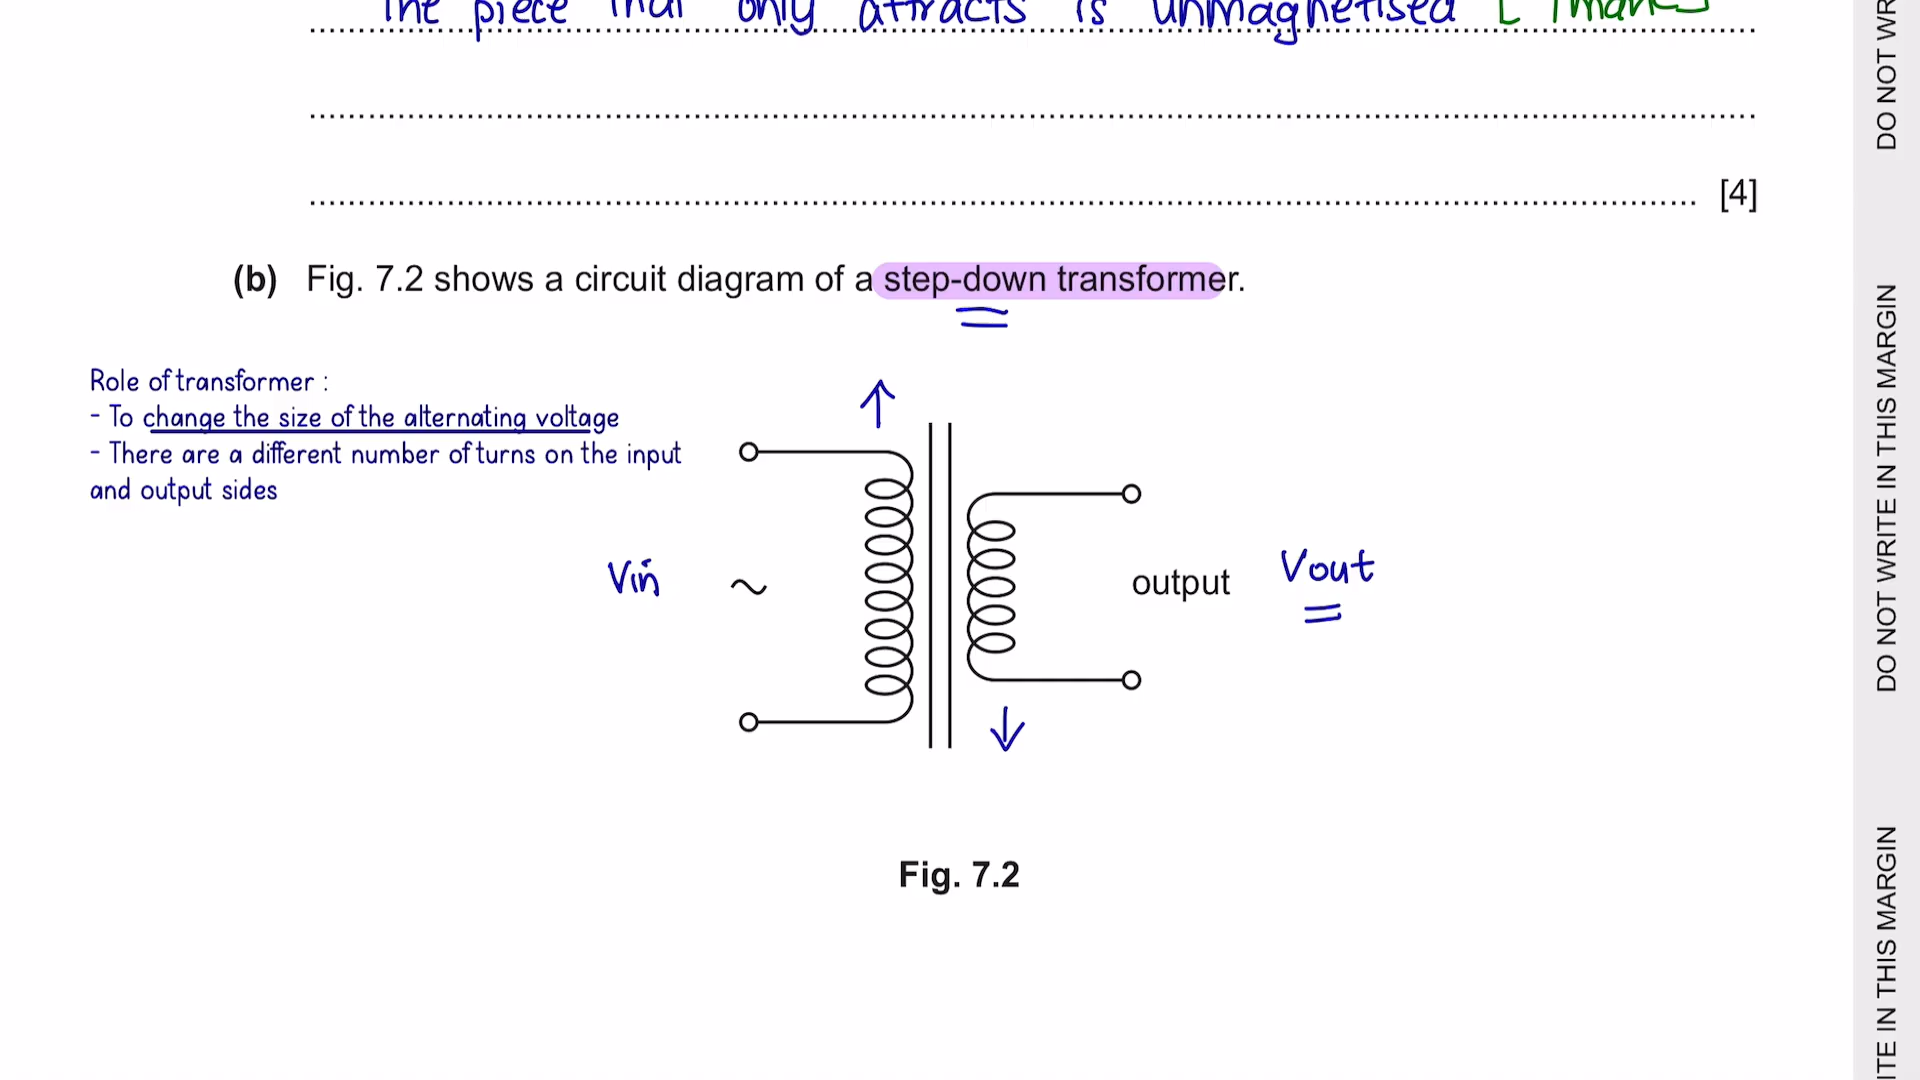 The piece that only attracts is unmagnetised [ 1mark]
[4]
(b) Fig. 7.2 shows a circuit diagram of a step-down transformer.
Role of transformer :
- To change the size of the alternating voltage
- There are a different number of turns on the input
and output sides
Vin ~ output Vout
Fig. 7.2
DO NOT WR
DO NOT WRITE IN THIS MARGIN
ITE IN THIS MARGIN